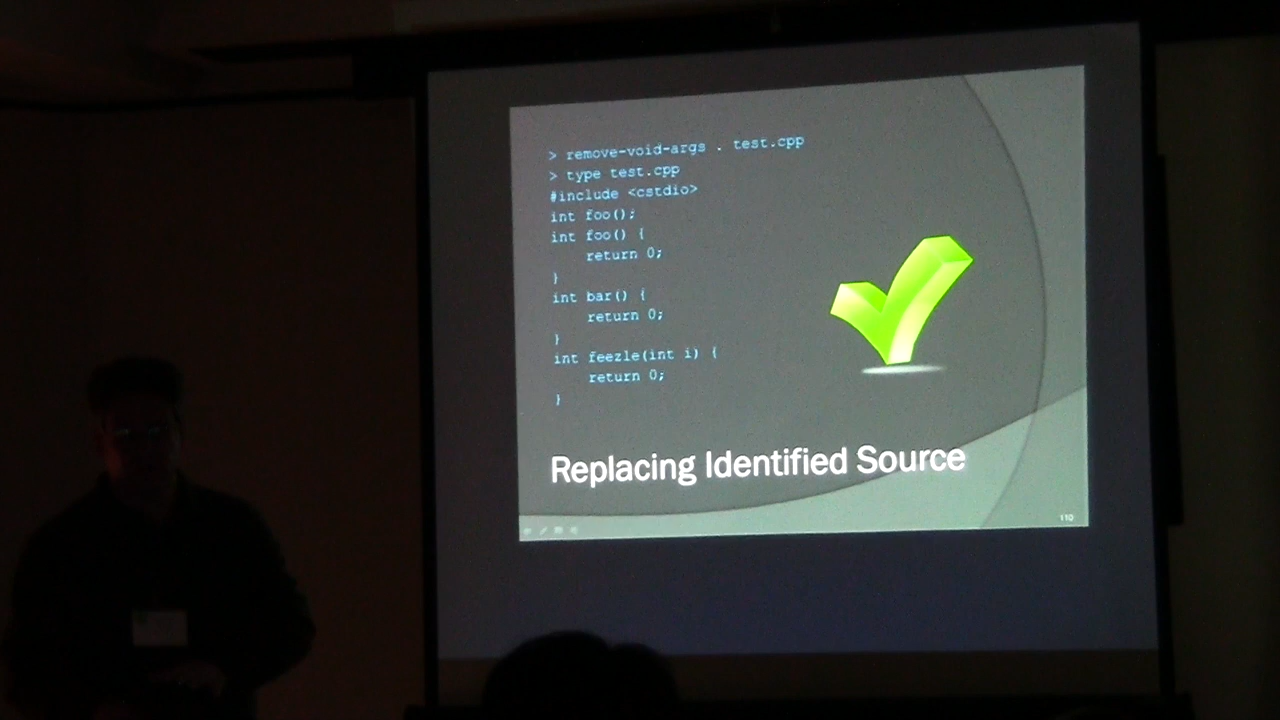 > remove-void-args . test.cpp
> type test.cpp
#include <cstdio>
int foo();
int foo() {
    return 0;
}
int bar() {
    return 0;
}
int feezle(int i) {
    return 0;
}
Replacing Identified Source
110